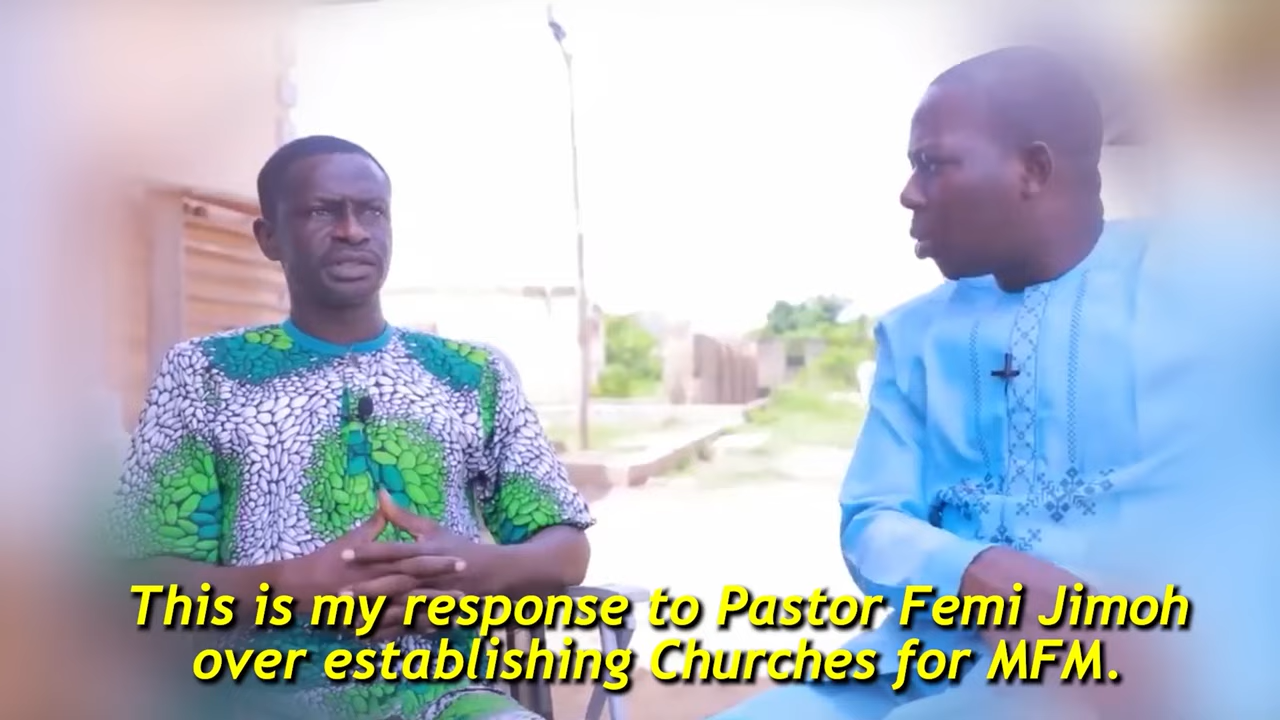 This is my response to Pastor Femi Jimoh
over establishing Churches for MFM.